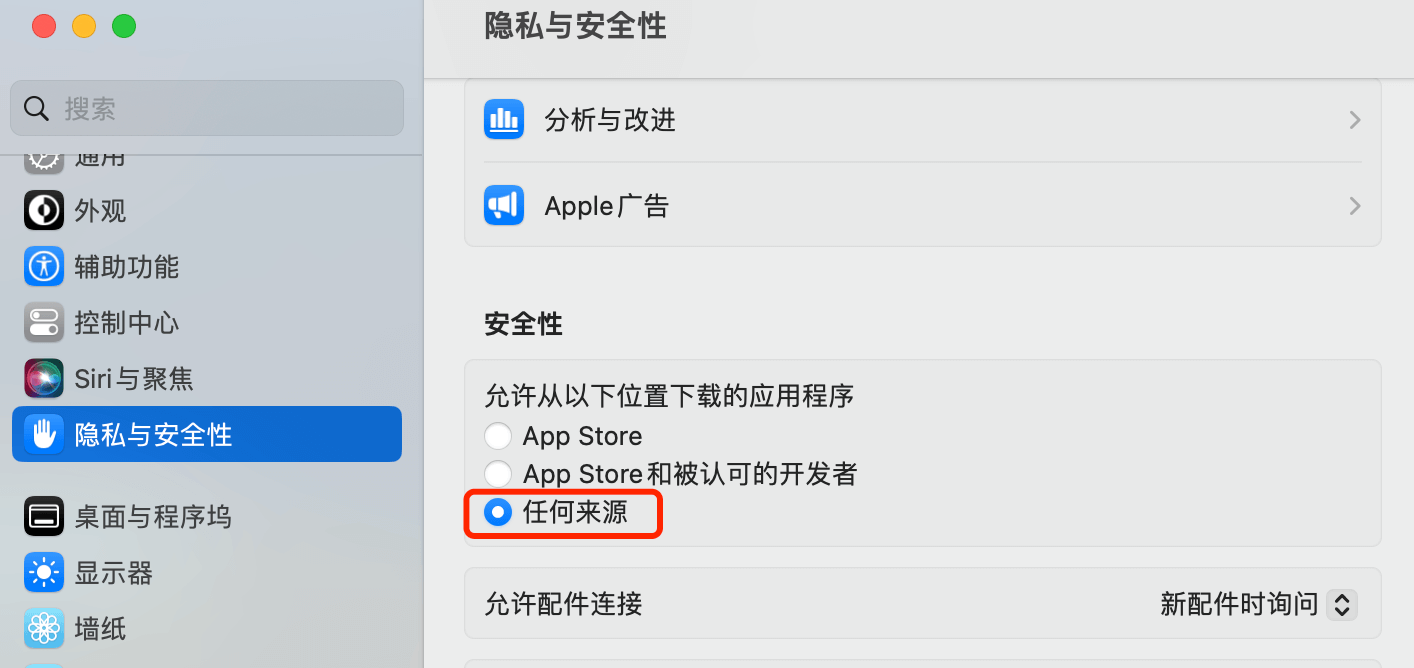 隐私与安全性
搜索
通用
外观
辅助功能
控制中心
Siri与聚焦
隐私与安全性
桌面与程序坞
显示器
墙纸
分析与改进
Apple广告
安全性
允许从以下位置下载的应用程序
App Store
App Store和被认可的开发者
任何来源
允许配件连接
新配件时询问